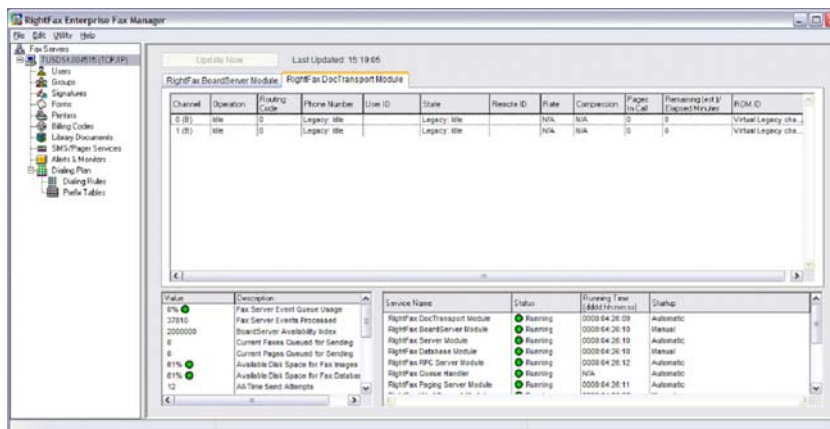 RightFax Enterprise Fax Manager
File Edit Utility Help
Fax Servers
Users
Groups
Signatures
Forms
Printers
Billing Codes
Library Documents
SMS/Pager Services
Alerts & Monitors
Dialing Plan
Dialing Rules
Prefix Tables
Update Now Last Updated: 15:19:05
RightFax BoardServer Module RightFax DocTransport Module
Channel Operation Routing Code Phone Number User ID State Remote ID Rate Compression Pages In Call Remaining (est.)/ Elapsed Minutes ROM ID
0 (B) Idle 0 Legacy: Idle Legacy: Idle N/A N/A 0 0 Virtual Legacy cha...
1 (B) Idle 0 Legacy: Idle Legacy: Idle N/A N/A 0 0 Virtual Legacy cha...
Value Description
Fax Server Event Queue Usage
37810 Fax Server Events Processed
2000000 BoardServer Availability Index
0 Current Faxes Queued for Sending
0 Current Pages Queued for Sending
61% Available Disk Space for Fax Images
61% Available Disk Space for Fax Databas
12 All-Time Send Attempts
Service Name Status Running Time (dddd:hh:mm:ss) Startup
RightFax DocTransport Module Running 0000:04:26:09 Automatic
RightFax BoardServer Module Running 0000:04:26:10 Manual
RightFax Server Module Running 0000:04:26:10 Automatic
RightFax Database Module Running 0000:04:26:10 Manual
RightFax RPC Server Module Running 0000:04:26:12 Automatic
RightFax Queue Handler Running N/A Automatic
RightFax Paging Server Module Running 0000:04:26:11 Automatic